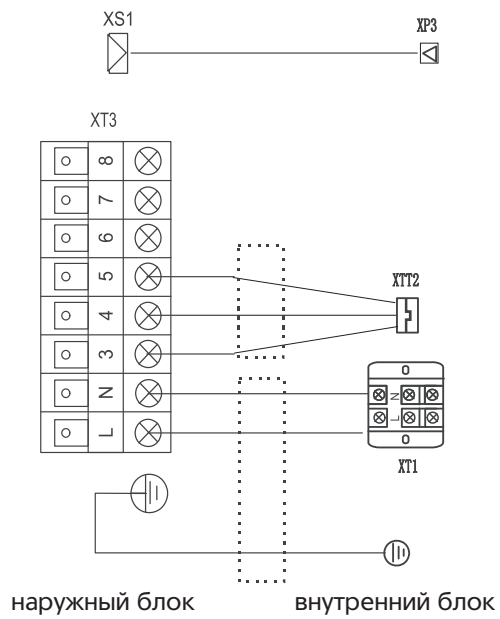 XS1
XP3
XT3
8
7
6
5
XTT2
4
3
N
N
L
L
XT1
наружный блок
внутренний блок